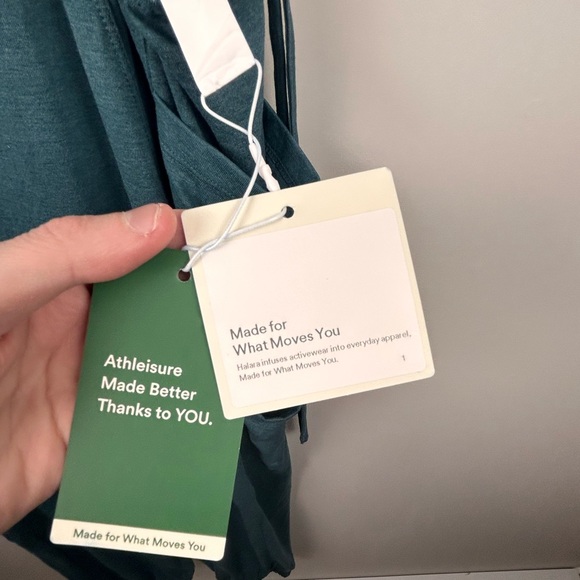 Made for
What Moves You
Halara infuses activewear into everyday apparel,
Made for What Moves You.
1
Athleisure
Made Better
Thanks to YOU.
Made for What Moves You